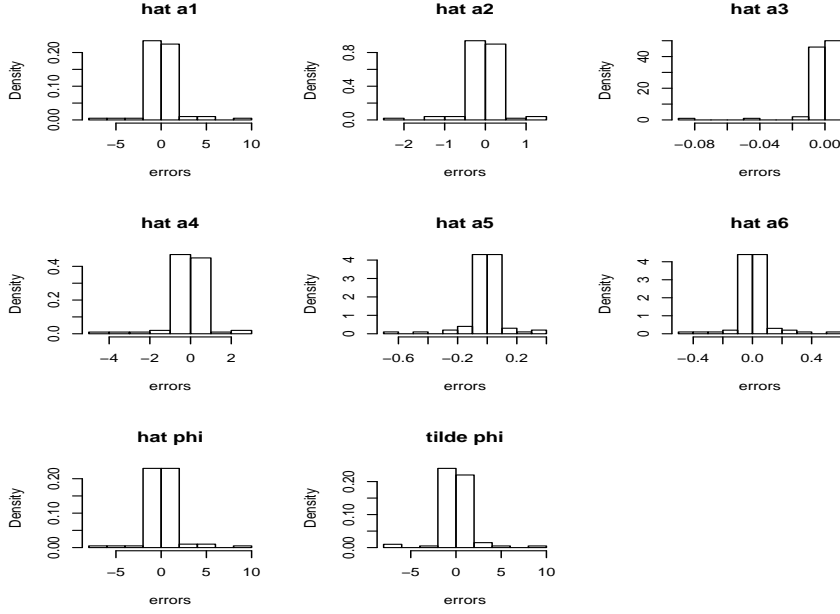 hat a1
Density
0.00 0.10 0.20
−5 0 5 10
errors
hat a2
Density
0.0 0.4 0.8
−2 −1 0 1
errors
hat a3
Density
0 20 40
−0.08 −0.04 0.00
errors
hat a4
Density
0.0 0.2 0.4
−4 −2 0 2
errors
hat a5
Density
0 1 2 3 4
−0.6 −0.2 0.2
errors
hat a6
Density
0 1 2 3 4
−0.4 0.0 0.4
errors
hat phi
Density
0.00 0.10 0.20
−5 0 5 10
errors
tilde phi
Density
0.00 0.10 0.20
−5 0 5 10
errors